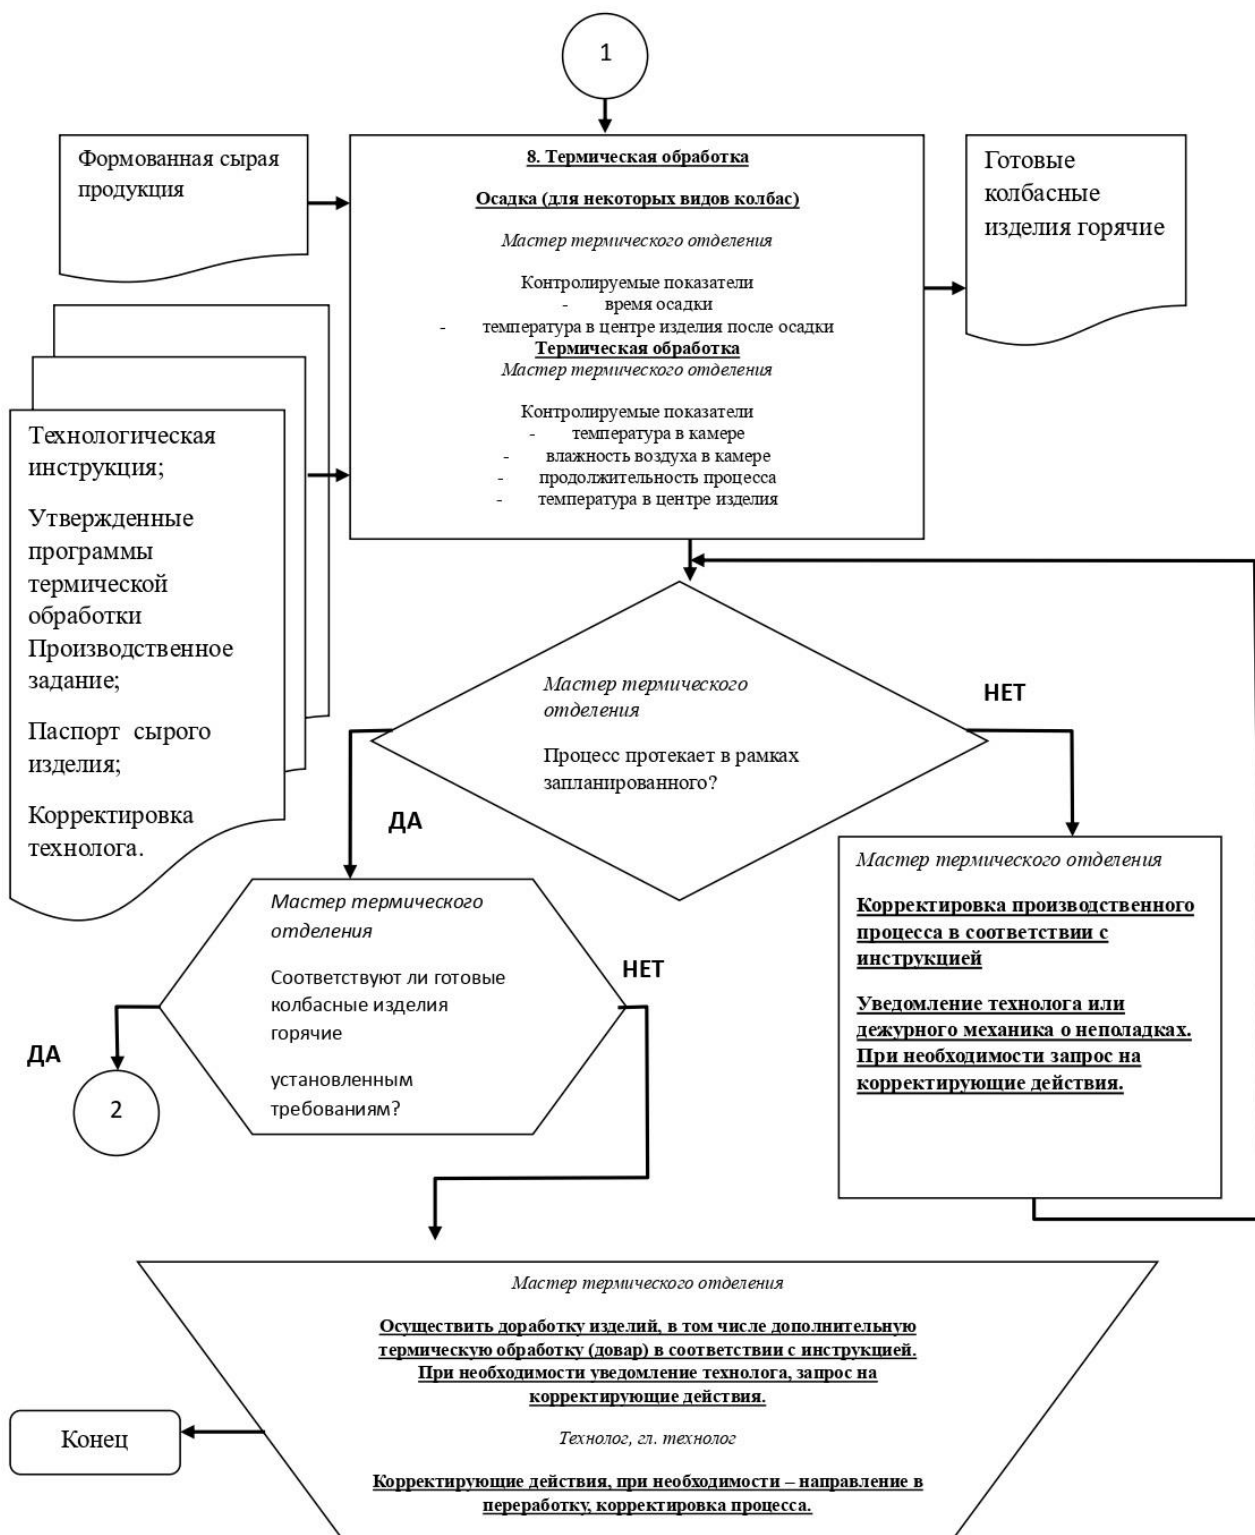 1
Формованная сырая
продукция
8. Термическая обработка
Осадка (для некоторых видов колбас)
Мастер термического отделения
Контролируемые показатели
- время осадки
- температура в центре изделия после осадки
Термическая обработка
Мастер термического отделения
Контролируемые показатели
- температура в камере
- влажность воздуха в камере
- продолжительность процесса
- температура в центре изделия
Готовые
колбасные
изделия горячие
Технологическая
инструкция;
Утвержденные
программы
термической
обработки
Производственное
задание;
Паспорт сырого
изделия;
Корректировка
технолога.
Мастер термического
отделения
Процесс протекает в рамках
запланированного?
НЕТ
ДА
Мастер термического отделения
Корректировка производственного
процесса в соответствии с
инструкцией
Уведомление технолога или
дежурного механика о неполадках.
При необходимости запрос на
корректирующие действия.
Мастер термического
отделения
Соответствуют ли готовые
колбасные изделия
горячие
установленным
требованиям?
НЕТ
ДА
2
Мастер термического отделения
Осуществить доработку изделий, в том числе дополнительную
термическую обработку (довар) в соответствии с инструкцией.
При необходимости уведомление технолога, запрос на
корректирующие действия.
Технолог, гл. технолог
Корректирующие действия, при необходимости – направление в
переработку, корректировка процесса.
Конец